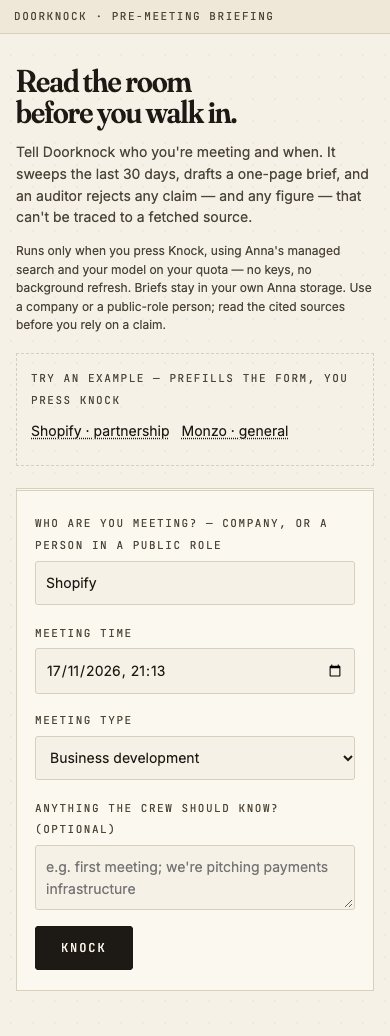 DOORKNOCK · PRE-MEETING BRIEFING
Read the room
before you walk in.
Tell Doorknock who you're meeting and when. It
sweeps the last 30 days, drafts a one-page brief, and
an auditor rejects any claim — and any figure — that
can't be traced to a fetched source.
Runs only when you press Knock, using Anna's managed
search and your model on your quota — no keys, no
background refresh. Briefs stay in your own Anna storage. Use
a company or a public-role person; read the cited sources
before you rely on a claim.
TRY AN EXAMPLE — PREFILLS THE FORM, YOU
PRESS KNOCK
Shopify · partnership Monzo · general
WHO ARE YOU MEETING? — COMPANY, OR A
PERSON IN A PUBLIC ROLE
Shopify
MEETING TIME
17/11/2026, 21:13
MEETING TYPE
Business development
ANYTHING THE CREW SHOULD KNOW?
(OPTIONAL)
e.g. first meeting; we're pitching payments
infrastructure
KNOCK